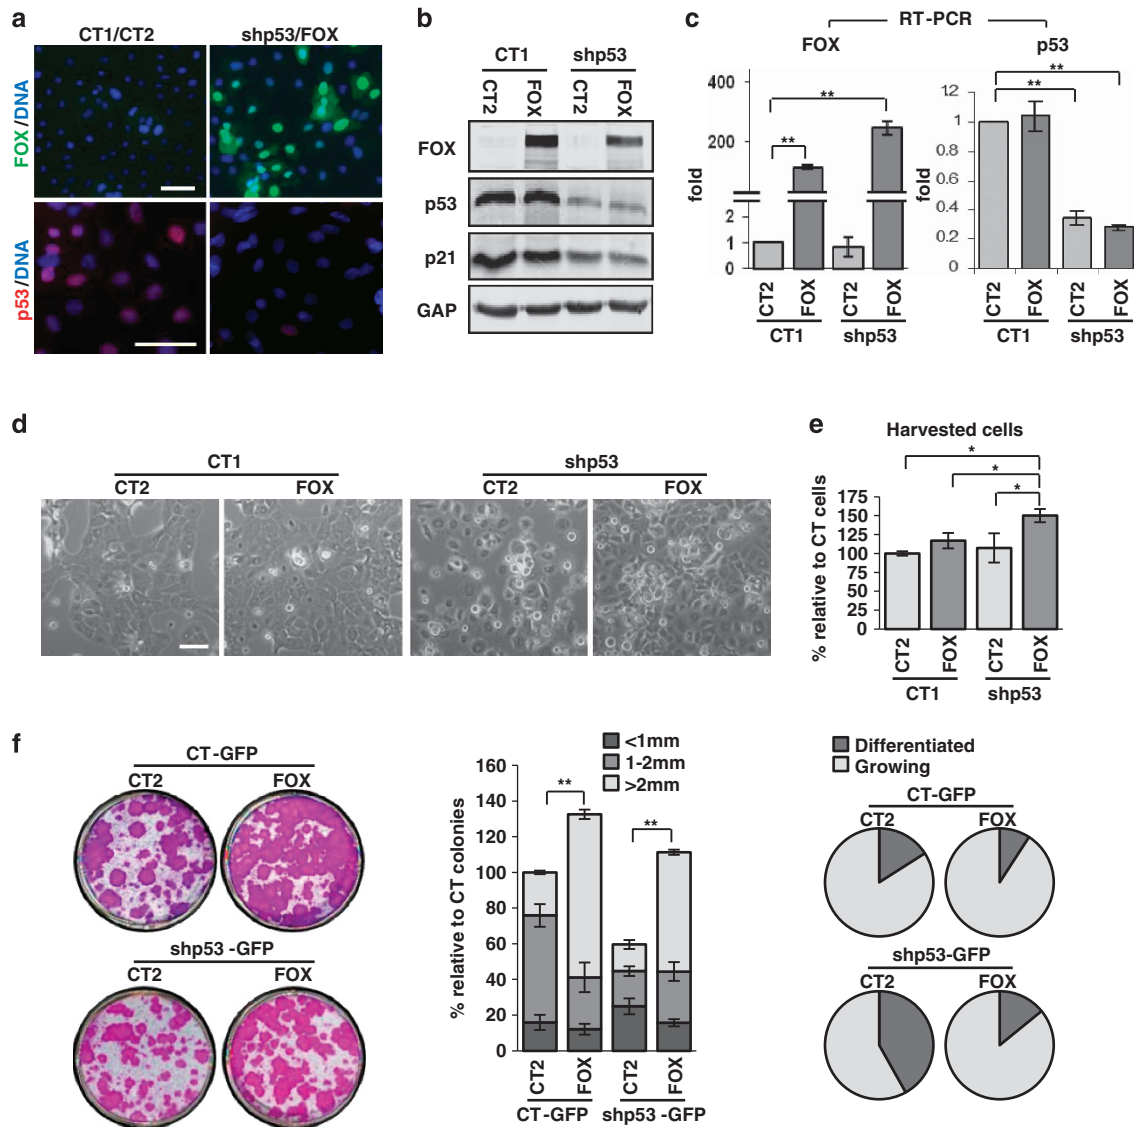 a
CT1/CT2
shp53/FOX
FOX/DNA
p53/DNA
b
CT1
shp53
CT2
FOX
CT2
FOX
FOX
p53
p21
GAP
c
RT-PCR
FOX
p53
fold
400
200
2
1
0
**
**
CT2
FOX
CT2
FOX
CT1
shp53
fold
1.2
1
0.8
0.6
0.4
0.2
0
**
**
CT2
FOX
CT2
FOX
CT1
shp53
d
CT1
shp53
CT2
FOX
CT2
FOX
e
Harvested cells
% relative to CT cells
175
150
125
100
75
50
25
0
*
*
*
CT2
FOX
CT2
FOX
CT1
shp53
f
CT-GFP
CT2
FOX
shp53 -GFP
CT2
FOX
<1mm
1-2mm
>2mm
% relative to CT colonies
160
140
120
100
80
60
40
20
0
**
**
CT2
FOX
CT2
FOX
CT-GFP
shp53 -GFP
Differentiated
Growing
CT-GFP
CT2
FOX
shp53-GFP
CT2
FOX